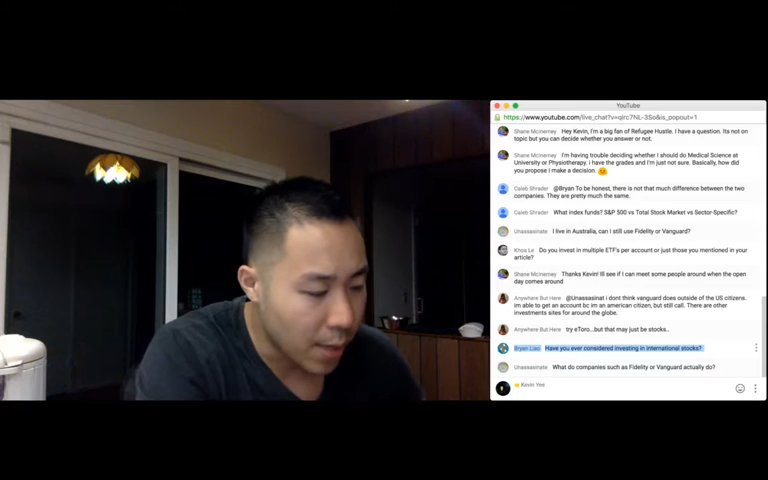 YouTube
https://www.youtube.com/live_chat?v=qirc7NL-3So&is_popout=1
Shane McInerney Hey Kevin, I'm a big fan of Refugee Hustle. I have a question. Its not on
topic but you can decide whether you answer or not.
Shane McInerney I'm having trouble deciding whether I should do Medical Science at
University or Physiotherapy. i have the grades and I'm just not sure. Basically, how did
you propose I make a decision.
Caleb Shrader @Bryan To be honest, there is not that much difference between the two
companies. They are pretty much the same.
Caleb Shrader What index funds? S&P 500 vs Total Stock Market vs Sector-Specific?
Unassasinate I live in Australia, can I still use Fidelity or Vanguard?
Khoa Le Do you invest in multiple ETF's per account or just those you mentioned in your
article?
Shane McInerney Thanks Kevin! Ill see if I can meet some people around when the open
day comes around
Anywhere But Here @Unassasinat i dont think vanguard does outside of the US citizens.
im able to get an account bc im an american citizen, but still call. There are other
investments sites for around the globe.
Anywhere But Here try eToro...but that may just be stocks..
Bryan Liao Have you ever considered investing in international stocks?
Unassasinate What do companies such as Fidelity or Vanguard actually do?
Kevin Yee